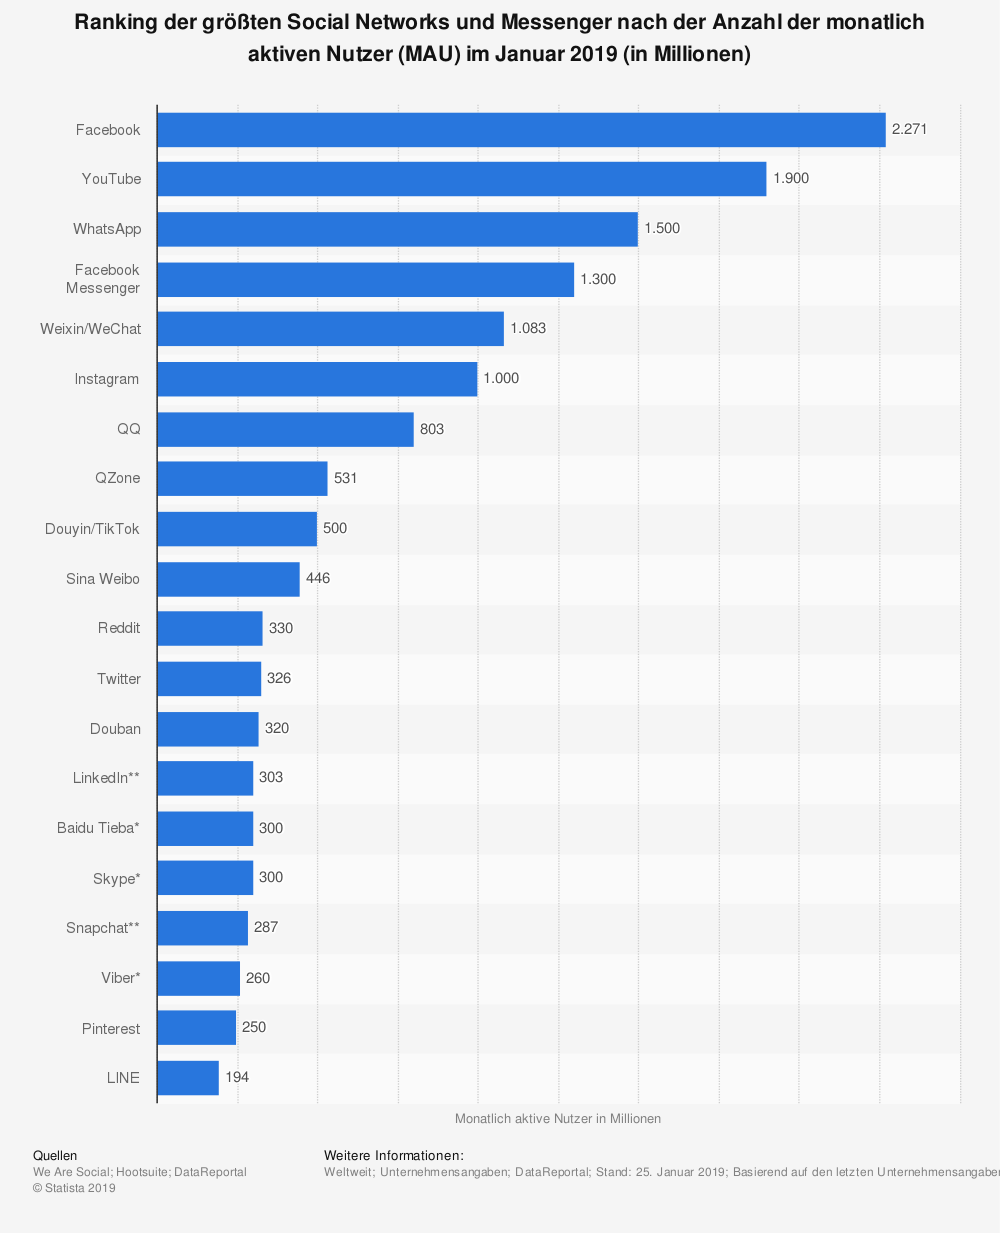 Ranking der größten Social Networks und Messenger nach der Anzahl der monatlich
aktiven Nutzer (MAU) im Januar 2019 (in Millionen)
Facebook 2.271
YouTube 1.900
WhatsApp 1.500
Facebook
Messenger 1.300
Weixin/WeChat 1.083
Instagram 1.000
QQ 803
QZone 531
Douyin/TikTok 500
Sina Weibo 446
Reddit 330
Twitter 326
Douban 320
LinkedIn** 303
Baidu Tieba* 300
Skype* 300
Snapchat** 287
Viber* 260
Pinterest 250
LINE 194
Monatlich aktive Nutzer in Millionen
Quellen
We Are Social; Hootsuite; DataReportal
© Statista 2019
Weitere Informationen:
Weltweit; Unternehmensangaben; DataReportal; Stand: 25. Januar 2019; Basierend auf den letzten